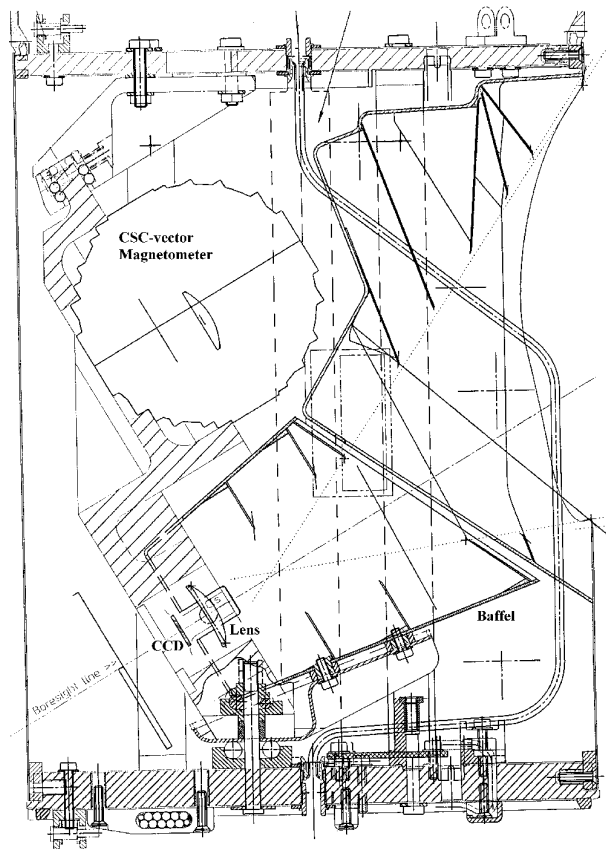 CSC-vector
Magnetometer
Lens
CCD
Baffel
Boresight line >>
S